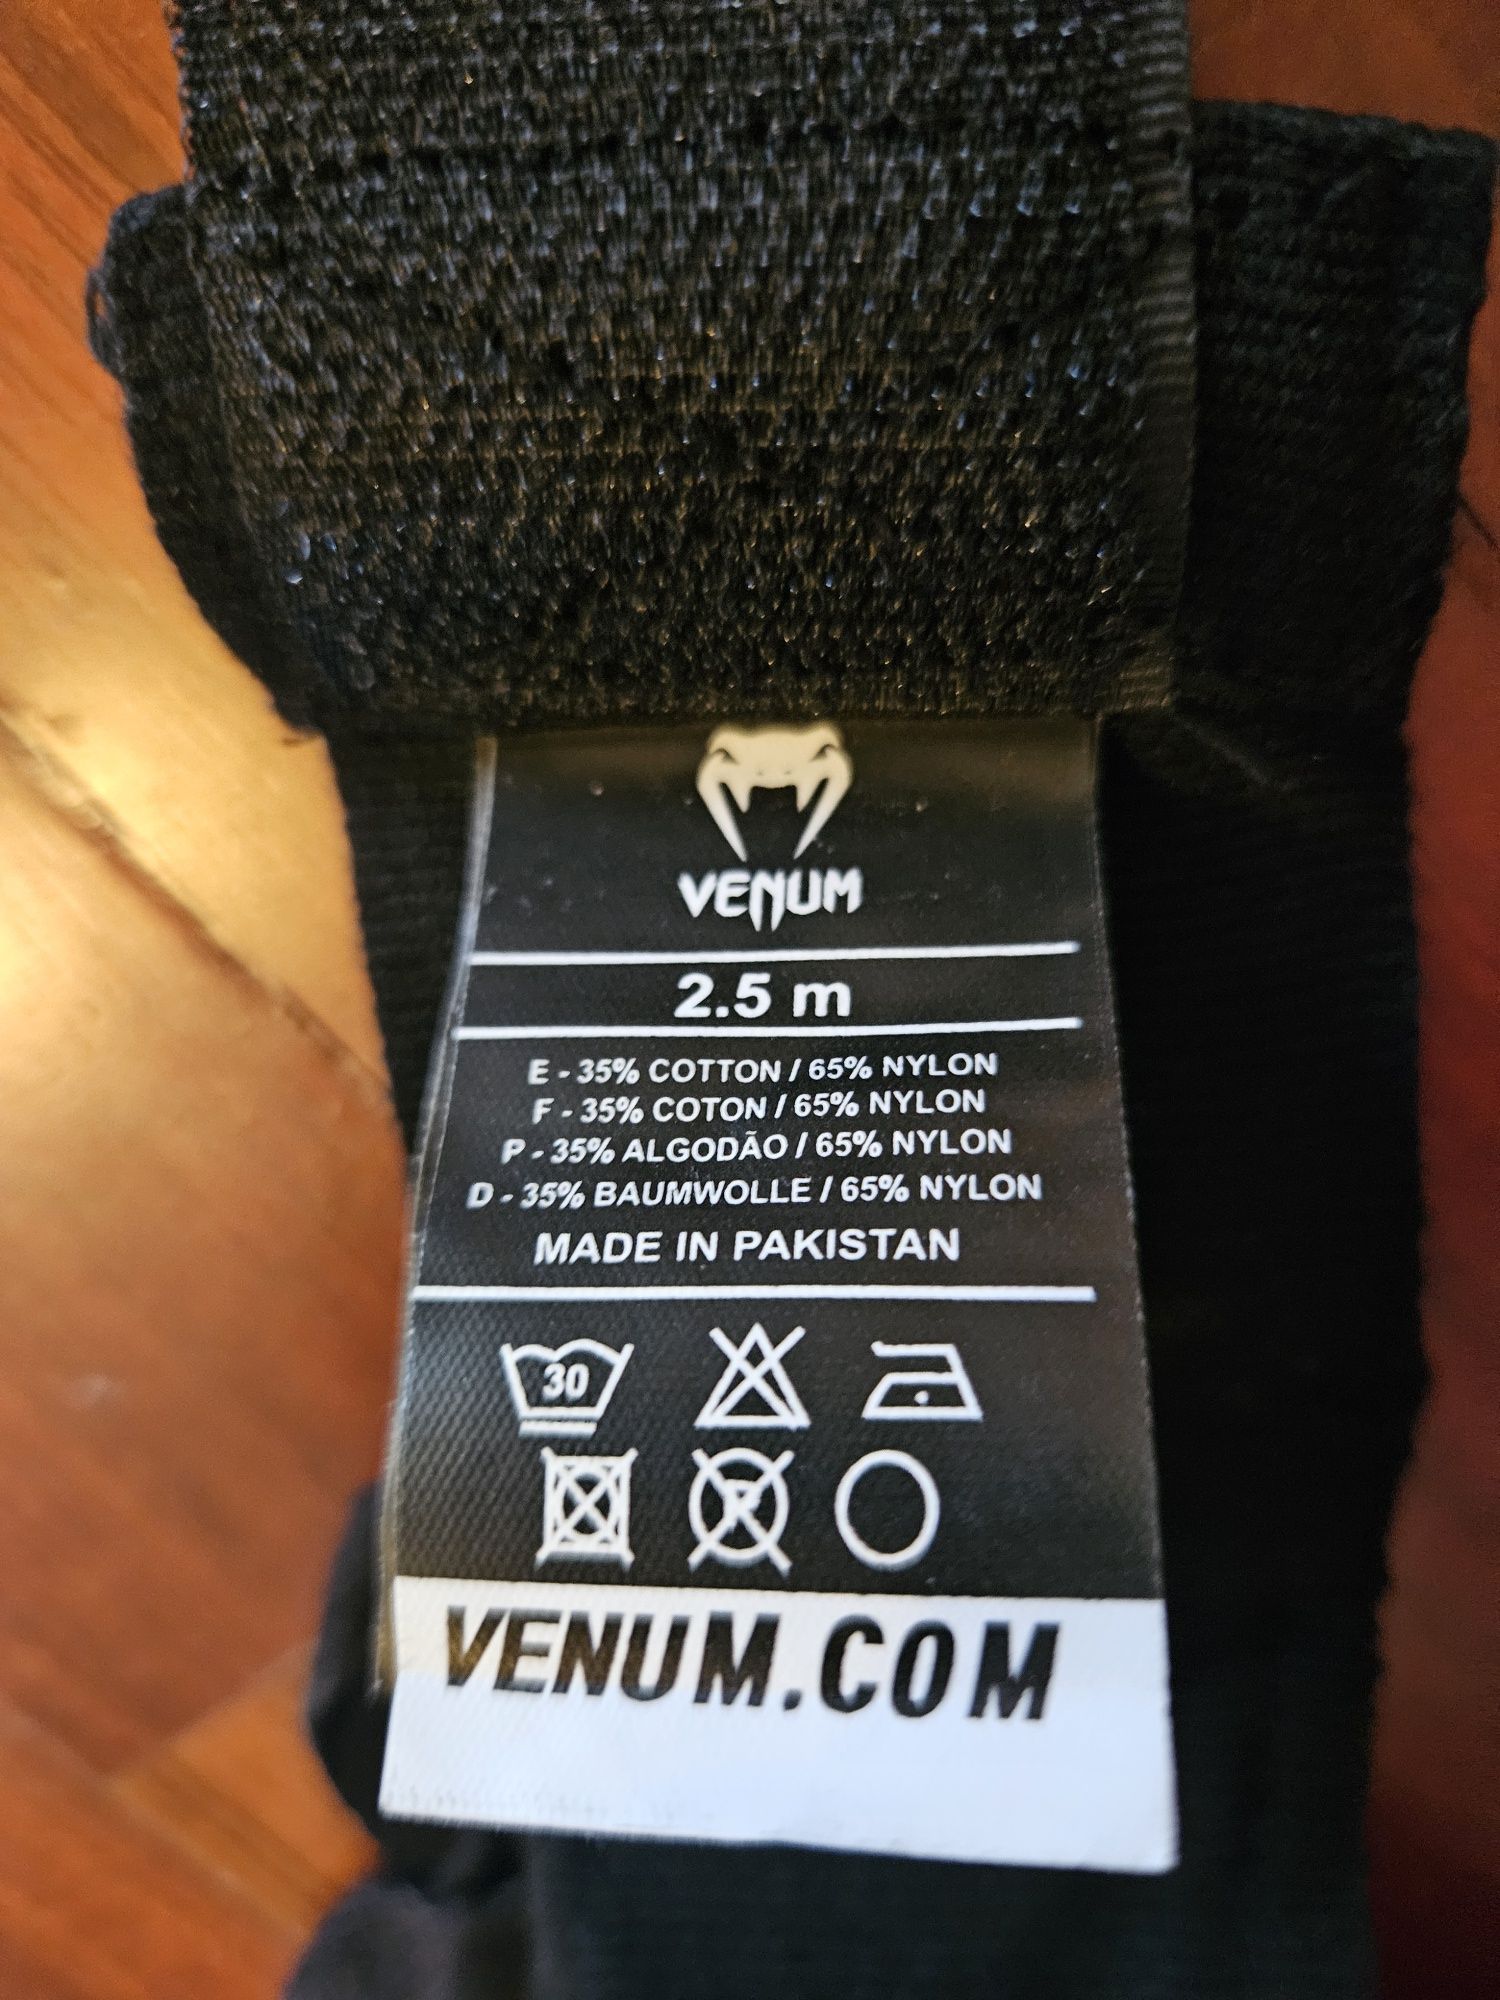 VENUM
2.5 m
E - 35% COTTON / 65% NYLON
F - 35% COTON / 65% NYLON
P - 35% ALGODÃO / 65% NYLON
D - 35% BAUMWOLLE / 65% NYLON
MADE IN PAKISTAN
30
P
VENUM.COM